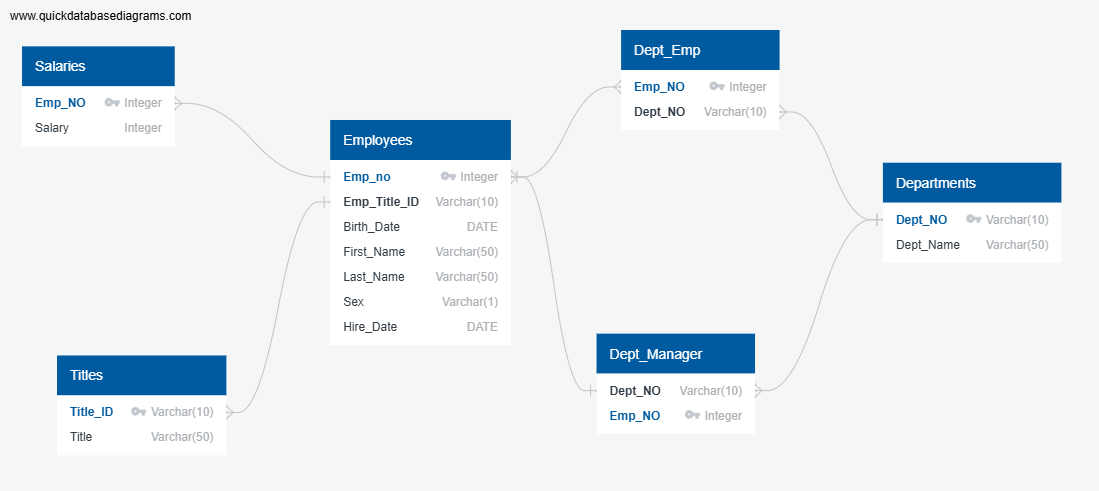 www.quickdatabasediagrams.com
Salaries
Emp_NO Integer
Salary Integer
Employees
Emp_no Integer
Emp_Title_ID Varchar(10)
Birth_Date DATE
First_Name Varchar(50)
Last_Name Varchar(50)
Sex Varchar(1)
Hire_Date DATE
Titles
Title_ID Varchar(10)
Title Varchar(50)
Dept_Emp
Emp_NO Integer
Dept_NO Varchar(10)
Departments
Dept_NO Varchar(10)
Dept_Name Varchar(50)
Dept_Manager
Dept_NO Varchar(10)
Emp_NO Integer